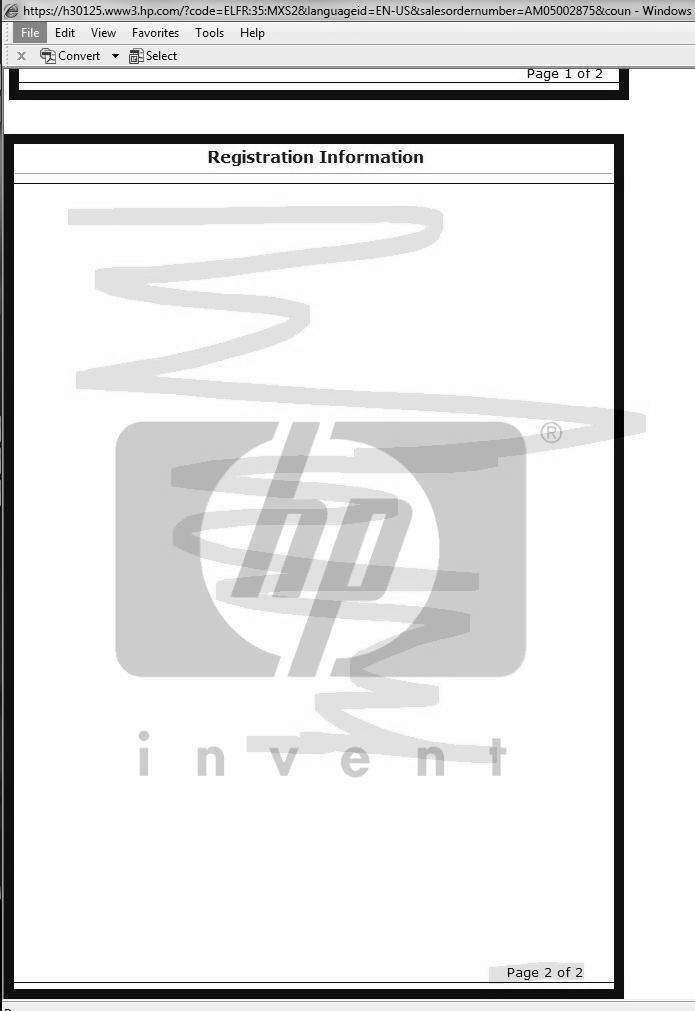 https://h30125.www3.hp.com/?code=ELFR:35:MXS2&languageid=EN-US&salesordernumber=AM05002875&coun - Windows
File Edit View Favorites Tools Help
x Convert Select
Page 1 of 2
Registration Information
®
hp
invent
Page 2 of 2